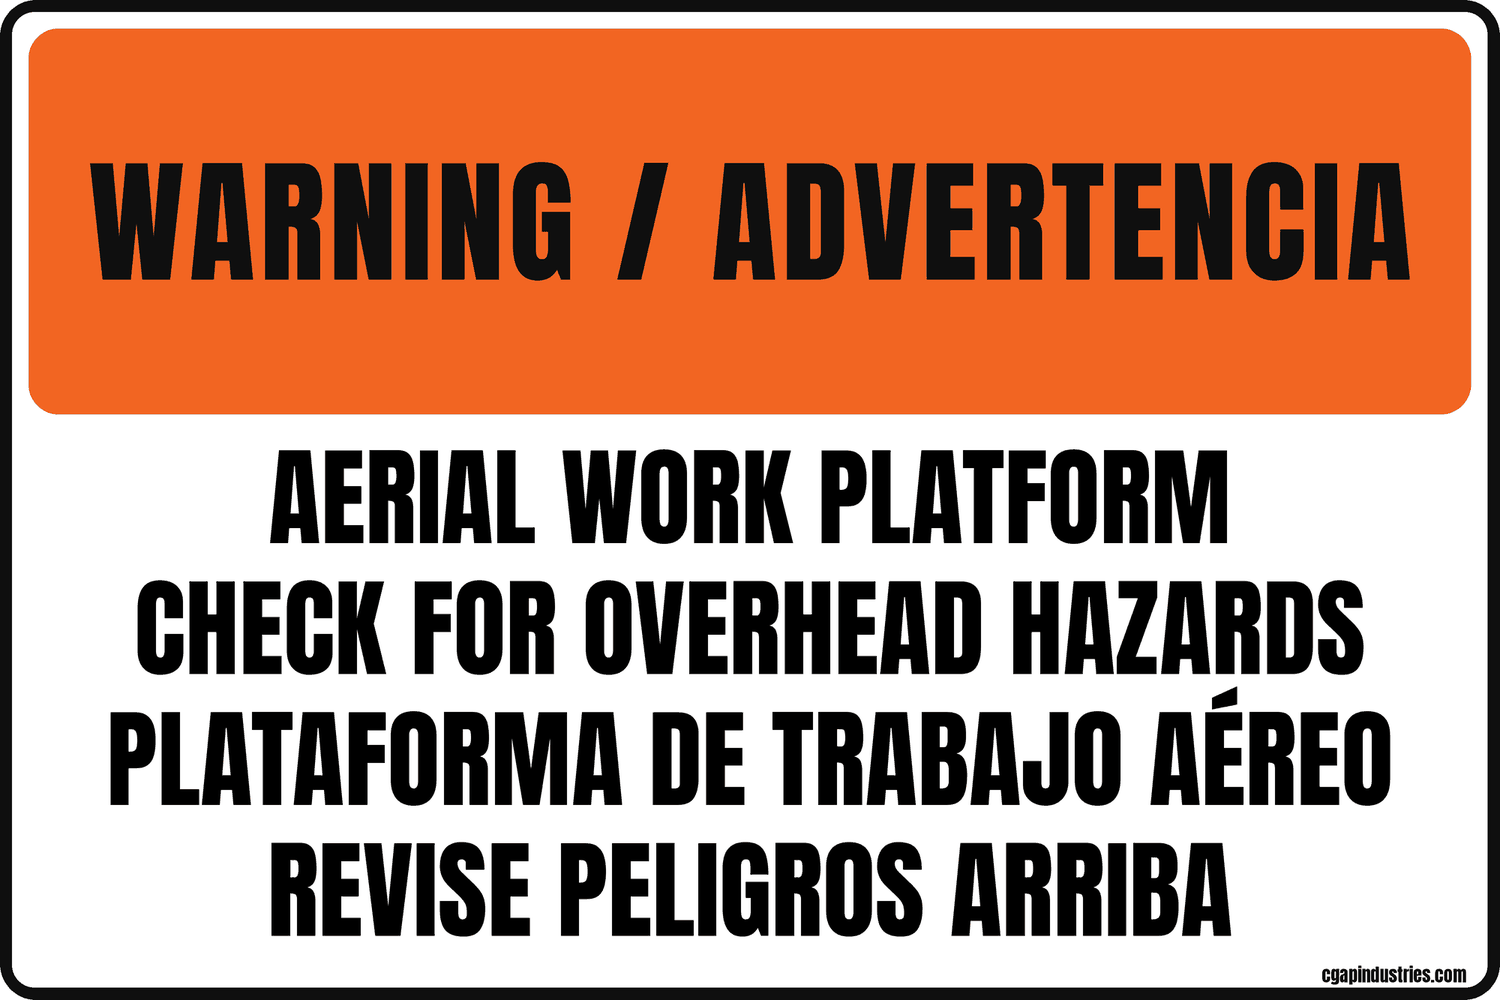 WARNING / ADVERTENCIA
AERIAL WORK PLATFORM
CHECK FOR OVERHEAD HAZARDS
PLATAFORMA DE TRABAJO AÉREO
REVISE PELIGROS ARRIBA
cgapindustries.com